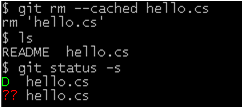 $ git rm --cached hello.cs
rm 'hello.cs'
$ ls
README  hello.cs
$ git status -s
D  hello.cs
?? hello.cs